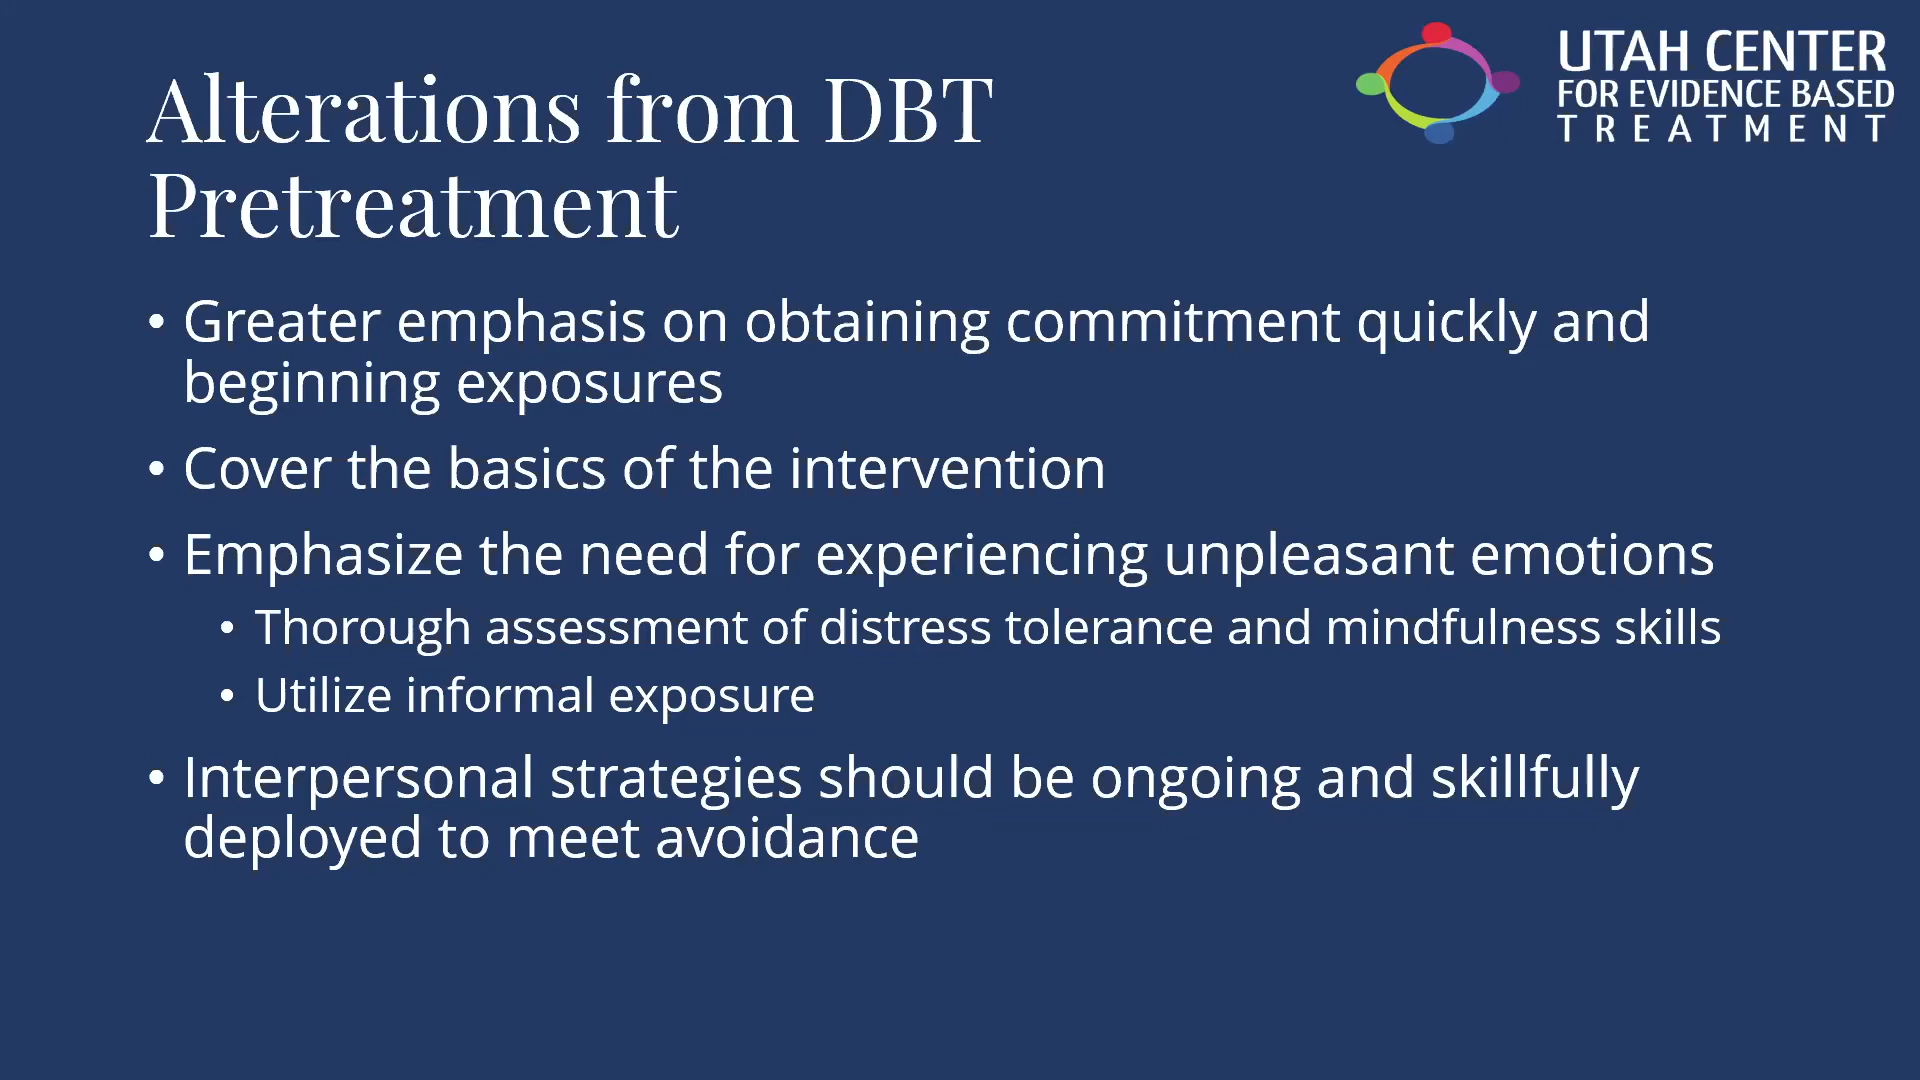 Alterations from DBT
Pretreatment
UTAH CENTER
FOR EVIDENCE BASED
TREATMENT
• Greater emphasis on obtaining commitment quickly and
beginning exposures
• Cover the basics of the intervention
• Emphasize the need for experiencing unpleasant emotions
• Thorough assessment of distress tolerance and mindfulness skills
• Utilize informal exposure
• Interpersonal strategies should be ongoing and skillfully
deployed to meet avoidance